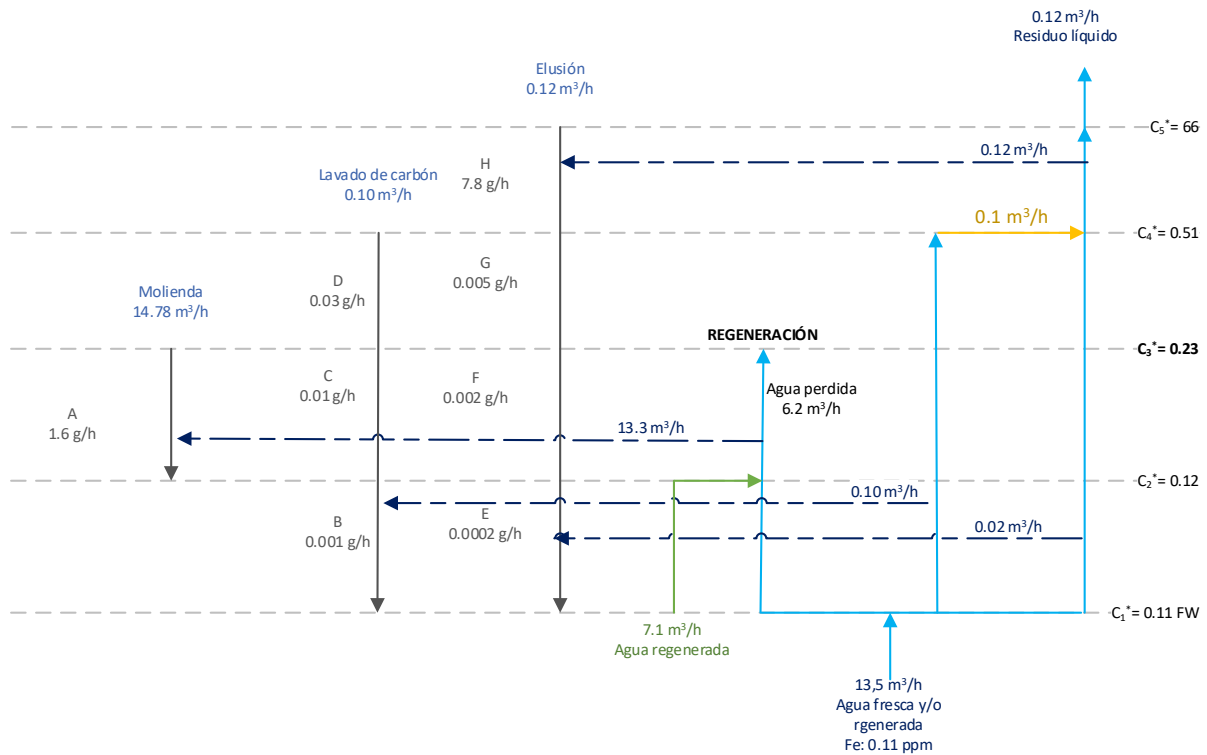 0.12 m³/h
Residuo líquido
Elusión
0.12 m³/h
C₅*= 66
0.12 m³/h
H
7.8 g/h
Lavado de carbón
0.10 m³/h
0.1 m³/h
C₄*= 0.51
G
0.005 g/h
D
0.03 g/h
Molienda
14.78 m³/h
REGENERACIÓN
C₃*= 0.23
C
0.01 g/h
F
0.002 g/h
Agua perdida
6.2 m³/h
A
1.6 g/h
13.3 m³/h
C₂*= 0.12
0.10 m³/h
B
0.001 g/h
E
0.0002 g/h
0.02 m³/h
C₁*= 0.11 FW
7.1 m³/h
Agua regenerada
13,5 m³/h
Agua fresca y/o
rgenerada
Fe: 0.11 ppm